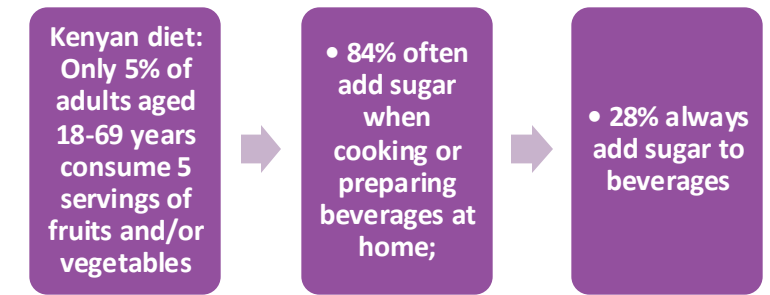 Kenyan diet:
Only 5% of
adults aged
18-69 years
consume 5
servings of
fruits and/or
vegetables
• 84% often
add sugar
when
cooking or
preparing
beverages at
home;
• 28% always
add sugar to
beverages